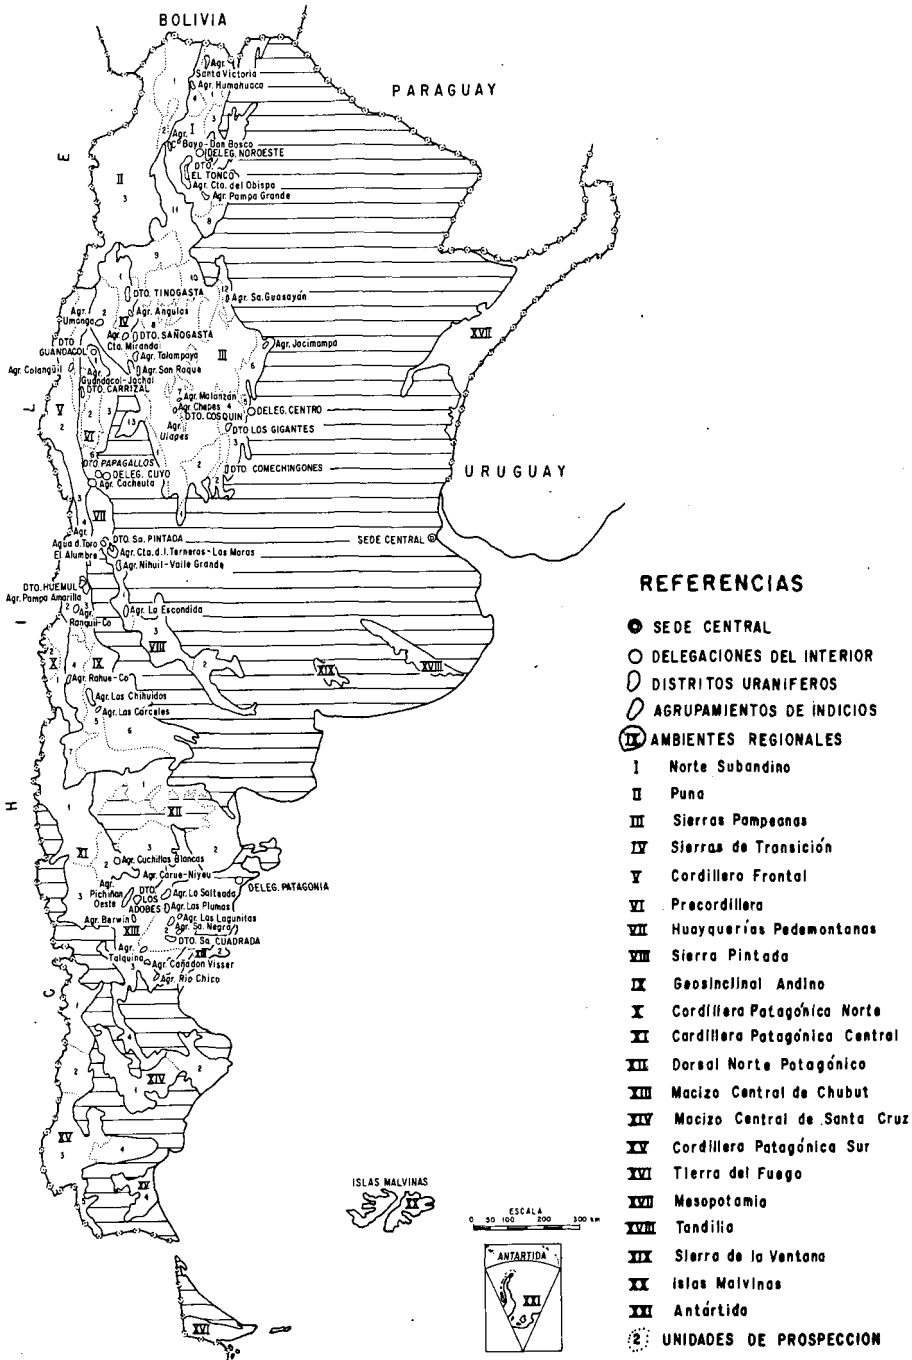 BOLIVIA
PARAGUAY
URUGUAY
C H I L E
Agr. Santa Victoria
Agr. Humahuaca
Agr. Bayo-Don Bosco
DELEG. NOROESTE
DTO. EL TONCO
Agr. Cta. del Obispo
Agr. Pampa Grande
DTO. TINOGASTA
Agr. Sa. Guasayán
Agr. Umango
Agr. Angulos
DTO. SAÑOGASTA
Agr. Cta. Miranda
DTO GUANDACOL
Agr. Talampaya
Agr. Jacimampa
Agr. Colangüil
Agr. San Roque
Agr. Guandacol-Jachal
DTO. CARRIZAL
Agr. Malanzán
Agr. Chepes
DELEG. CENTRO
DTO. COSQUIN
Agr. Ulapes
DTO LOS GIGANTES
DTO. PAPAGALLOS
DTO. COMECHINGONES
DELEG. CUYO
Agr. Cacheuta
Agr. Agua d. Toro
El Alumbre
DTO. Sa. PINTADA
SEDE CENTRAL
Agr. Cta. d. l. Terneras-Las Moras
Agr. Nihuil-Valle Grande
DTO. HUEMUL
Agr. Pampa Amarilla
Agr. Ranquil-Co
Agr. La Escondida
Agr. Rahue-Co
Agr. Los Chihuidos
Agr. Las Cárceles
Agr. Cuchillas Blancas
Agr. Carue-Niyeu
DELEG. PATAGONIA
Agr. Pichiñan Oeste
DTO. LOS ADOBES
Agr. La Salteada
Agr. Las Plumas
Agr. Berwin
Agr. Las Lagunitas
Agr. Sa. Negra
DTO. Sa. CUADRADA
Agr. Talquino
Agr. Cañadon Visser
Agr. Río Chico
ISLAS MALVINAS
ESCALA
0 50 100 200 300 km
ANTARTIDA
XXI
REFERENCIAS
SEDE CENTRAL
DELEGACIONES DEL INTERIOR
DISTRITOS URANIFEROS
AGRUPAMIENTOS DE INDICIOS
IX AMBIENTES REGIONALES
I Norte Subandino
II Puna
III Sierras Pampeanas
IV Sierras de Transición
V Cordillera Frontal
VI Precordillera
VII Huayquerías Pedemontanas
VIII Sierra Pintada
IX Geosinclinal Andino
X Cordillera Patagónica Norte
XI Cordillera Patagónica Central
XII Dorsal Norte Patagónico
XIII Macizo Central de Chubut
XIV Macizo Central de Santa Cruz
XV Cordillera Patagónica Sur
XVI Tierra del Fuego
XVII Mesopotamia
XVIII Tandilia
XIX Sierra de la Ventana
XX Islas Malvinas
XXI Antártida
2 UNIDADES DE PROSPECCION